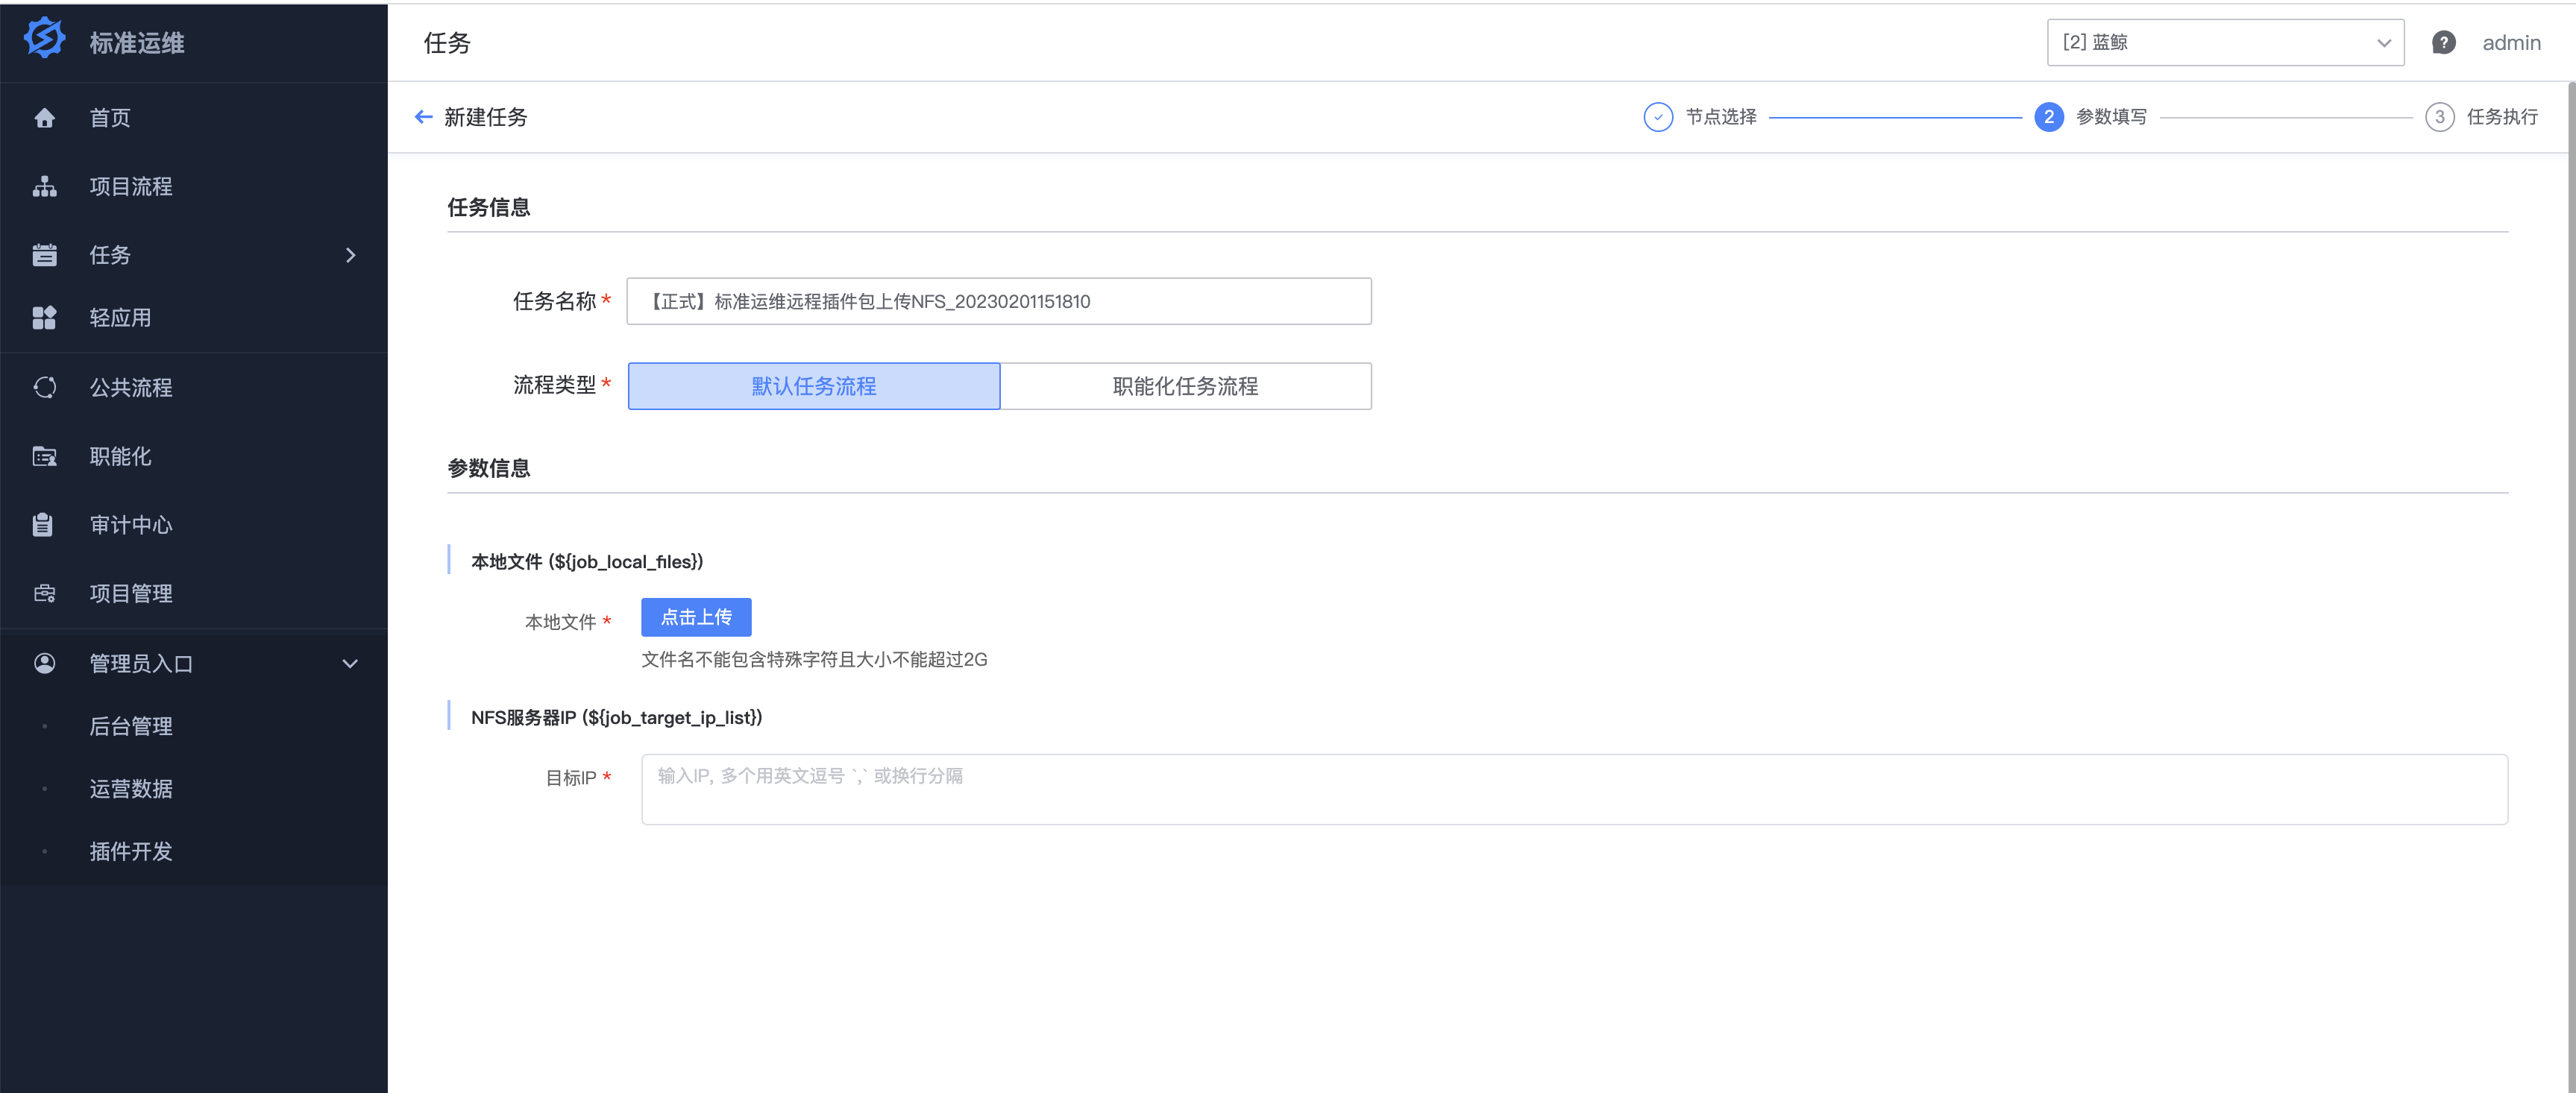 标准运维
首页
项目流程
任务
轻应用
公共流程
职能化
审计中心
项目管理
管理员入口
后台管理
运营数据
插件开发
任务
[2] 蓝鲸
?
admin
新建任务
节点选择
2 参数填写
3 任务执行
任务信息
任务名称 *
【正式】标准运维远程插件包上传NFS_20230201151810
流程类型 *
默认任务流程
职能化任务流程
参数信息
本地文件 (${job_local_files})
本地文件 *
点击上传
文件名不能包含特殊字符且大小不能超过2G
NFS服务器IP (${job_target_ip_list})
目标IP *
输入IP, 多个用英文逗号 `,` 或换行分隔